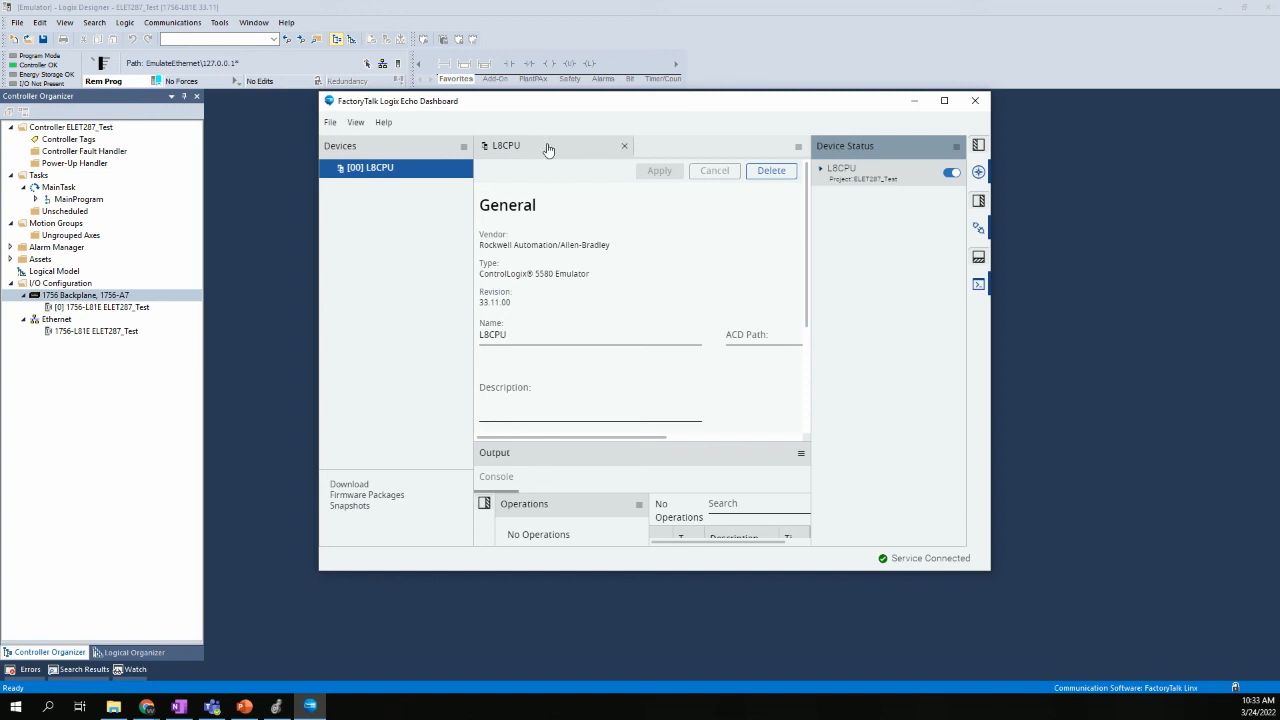 [Emulator] - Logix Designer - ELET287_Test [1756-L81E 33.11]
File Edit View Search Logic Communications Tools Window Help
Program Mode
Controller OK
Energy Storage OK
I/O Not Present
Path: EmulateEthernet\127.0.0.1*
Rem Prog No Forces No Edits Redundancy
Favorites Add-On PlantPAx Safety Alarms Bit Timer/Coun
Controller Organizer
Controller ELET287_Test
Controller Tags
Controller Fault Handler
Power-Up Handler
Tasks
MainTask
MainProgram
Unscheduled
Motion Groups
Ungrouped Axes
Alarm Manager
Assets
Logical Model
I/O Configuration
1756 Backplane, 1756-A7
[0] 1756-L81E ELET287_Test
Ethernet
1756-L81E ELET287_Test
Controller Organizer Logical Organizer
Errors Search Results Watch
Ready
Communication Software: FactoryTalk Linx
FactoryTalk Logix Echo Dashboard
File View Help
Devices
[00] L8CPU
Download
Firmware Packages
Snapshots
L8CPU
Apply Cancel Delete
General
Vendor:
Rockwell Automation/Allen-Bradley
Type:
ControlLogix® 5580 Emulator
Revision:
33.11.00
Name:
L8CPU
ACD Path:
Description:
Output
Console
Operations
No Operations
No
Operations
Search
Description
Device Status
L8CPU
Project:ELET287_Test
Service Connected
10:33 AM
3/24/2022